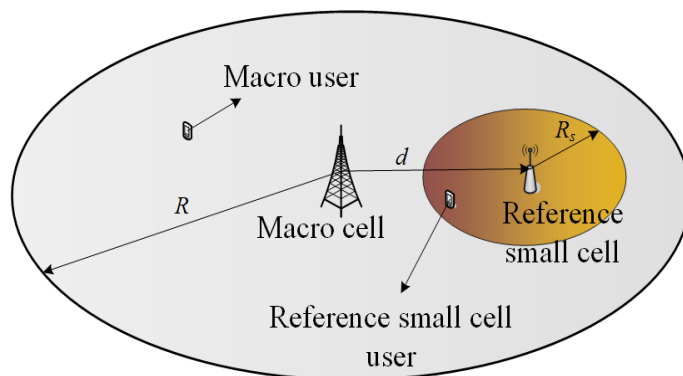 Macro user
R_s
d
R
Macro cell
Reference
small cell
Reference small cell
user